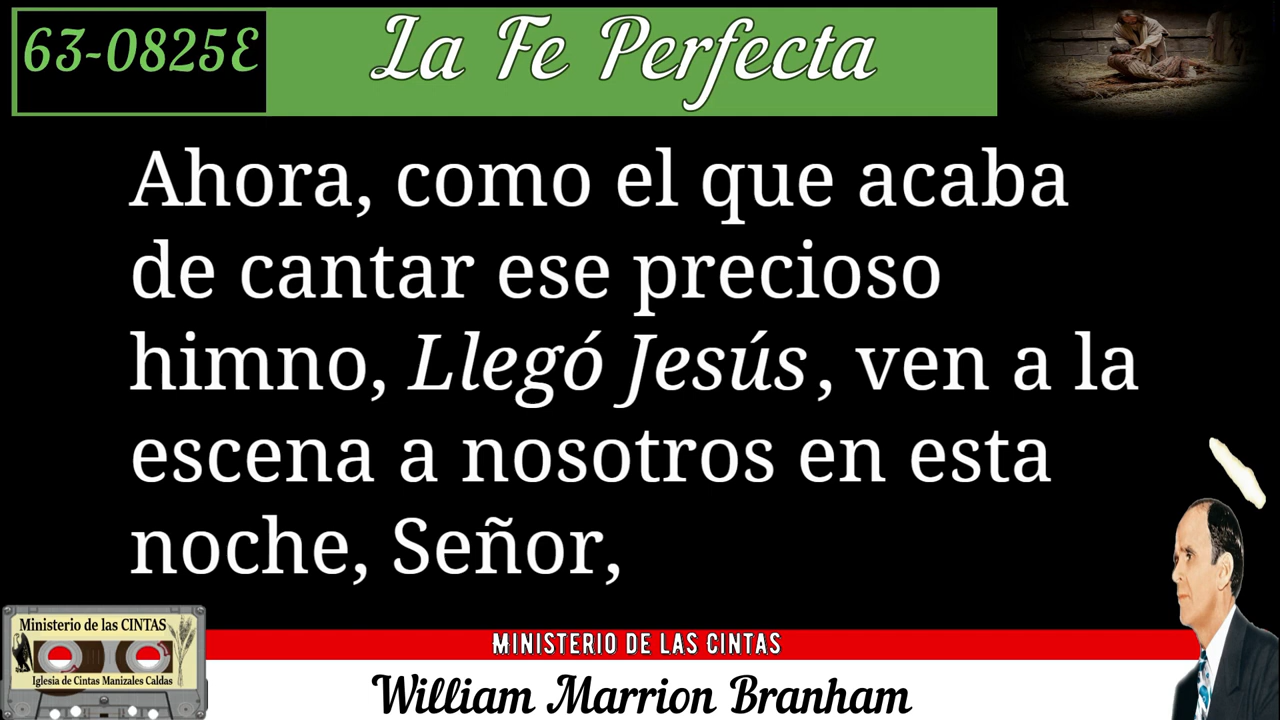 63-0825E
La Fe Perfecta
Ahora, como el que acaba
de cantar ese precioso
himno, Llegó Jesús, ven a la
escena a nosotros en esta
noche, Señor,
Ministerio de las CINTAS
Iglesia de Cintas Manizales Caldas
MINISTERIO DE LAS CINTAS
William Marrion Branham